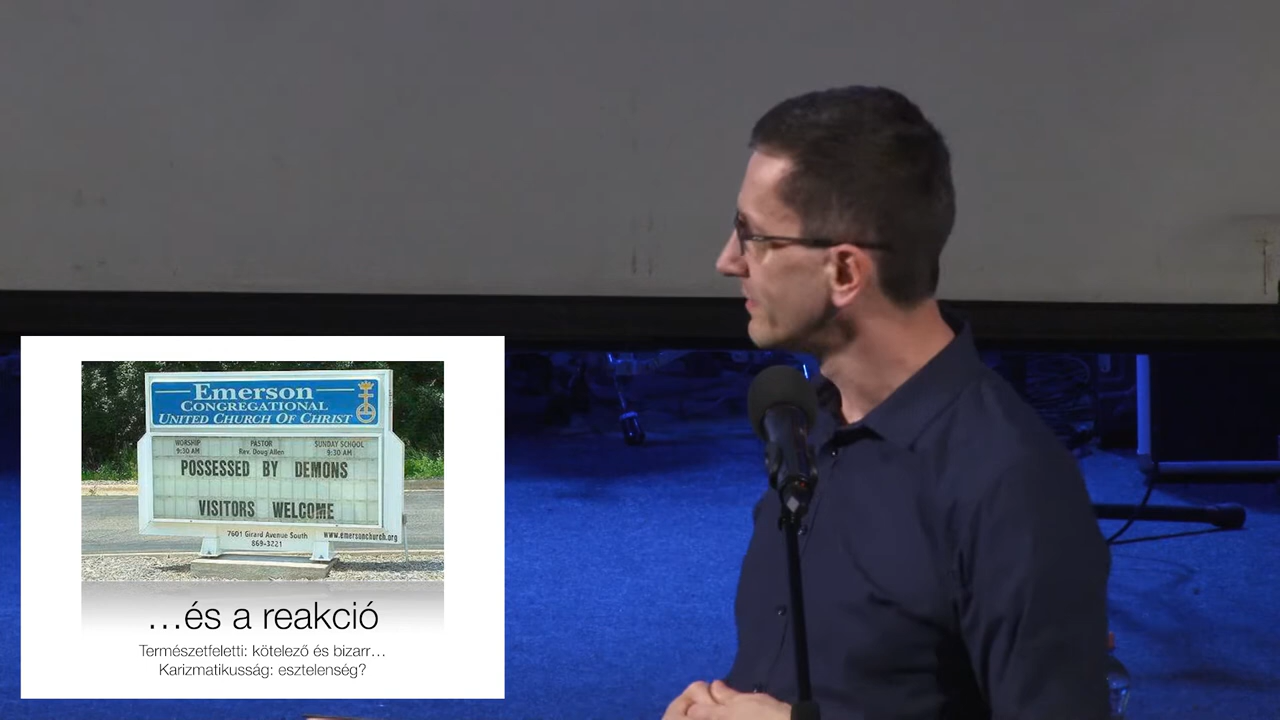 Emerson
CONGREGATIONAL
UNITED CHURCH OF CHRIST
WORSHIP
9:30 AM
PASTOR
Rev. Doug Allen
SUNDAY SCHOOL
9:30 AM
POSSESSED BY DEMONS
VISITORS WELCOME
7601 Girard Avenue South
869-3221
www.emersonchurch.org
...és a reakció
Természetfeletti: kötelező és bizarr...
Karizmatikusság: esztelenség?